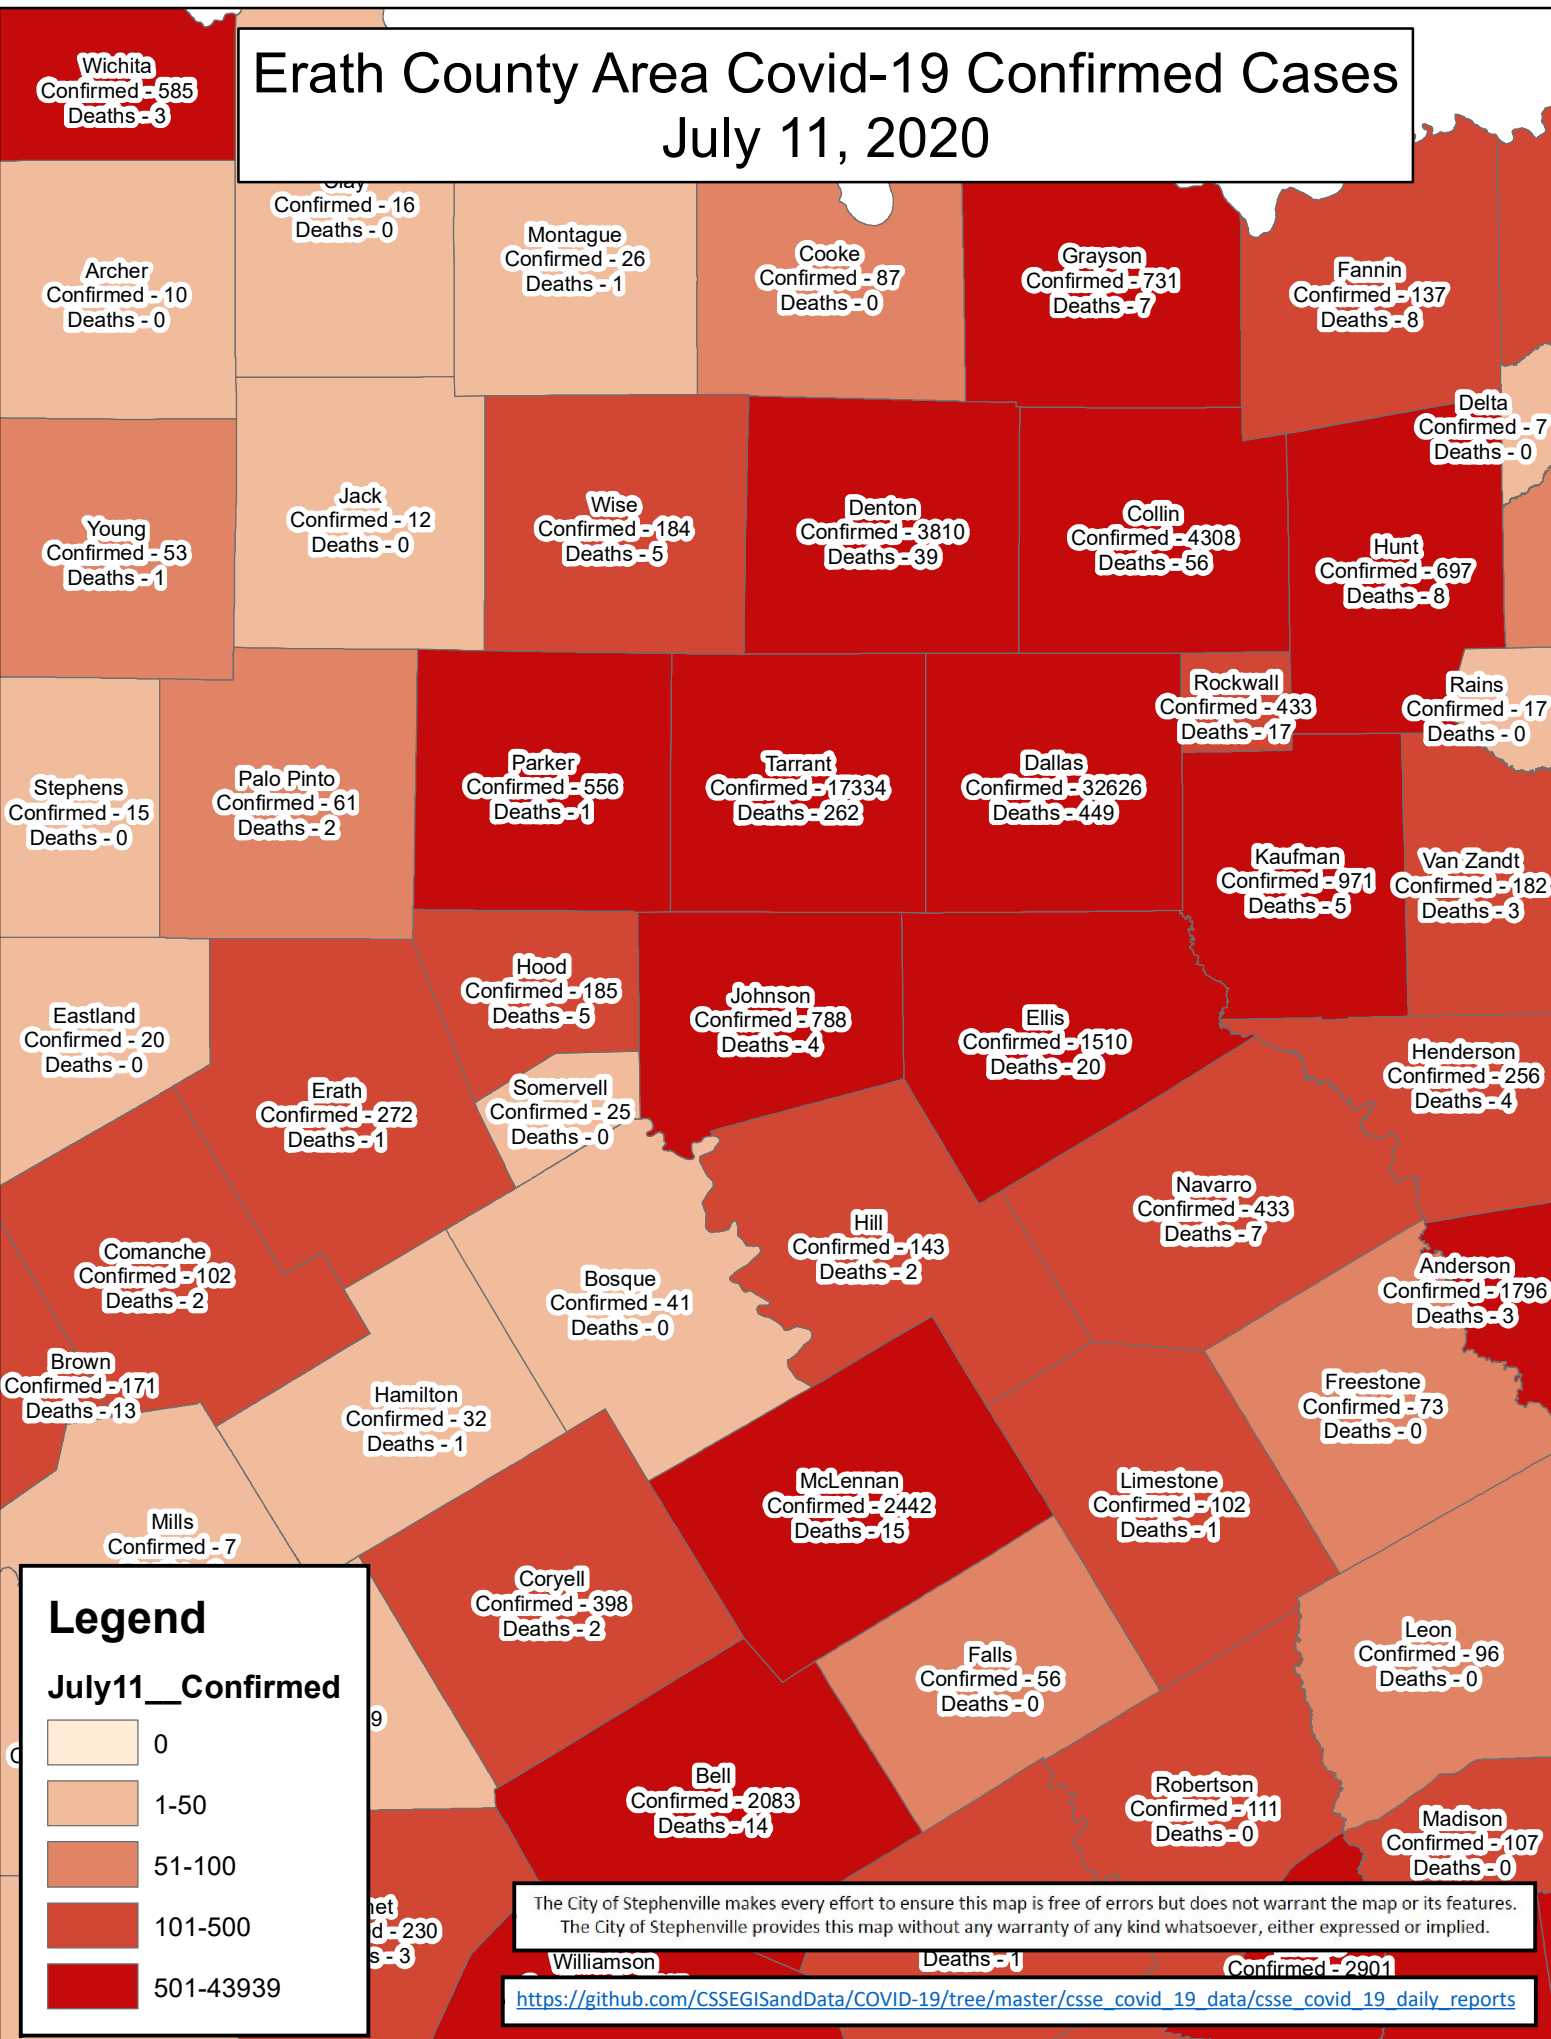 Erath County Area Covid-19 Confirmed Cases
July 11, 2020
Wichita
Confirmed - 585
Deaths - 3
Clay
Confirmed - 16
Deaths - 0
Montague
Confirmed - 26
Deaths - 1
Cooke
Confirmed - 87
Deaths - 0
Grayson
Confirmed - 731
Deaths - 7
Fannin
Confirmed - 137
Deaths - 8
Archer
Confirmed - 10
Deaths - 0
Delta
Confirmed - 7
Deaths - 0
Young
Confirmed - 53
Deaths - 1
Jack
Confirmed - 12
Deaths - 0
Wise
Confirmed - 184
Deaths - 5
Denton
Confirmed - 3810
Deaths - 39
Collin
Confirmed - 4308
Deaths - 56
Hunt
Confirmed - 697
Deaths - 8
Rockwall
Confirmed - 433
Deaths - 17
Rains
Confirmed - 17
Deaths - 0
Stephens
Confirmed - 15
Deaths - 0
Palo Pinto
Confirmed - 61
Deaths - 2
Parker
Confirmed - 556
Deaths - 1
Tarrant
Confirmed - 17334
Deaths - 262
Dallas
Confirmed - 32626
Deaths - 449
Kaufman
Confirmed - 971
Deaths - 5
Van Zandt
Confirmed - 182
Deaths - 3
Eastland
Confirmed - 20
Deaths - 0
Hood
Confirmed - 185
Deaths - 5
Johnson
Confirmed - 788
Deaths - 4
Ellis
Confirmed - 1510
Deaths - 20
Henderson
Confirmed - 256
Deaths - 4
Erath
Confirmed - 272
Deaths - 1
Somervell
Confirmed - 25
Deaths - 0
Navarro
Confirmed - 433
Deaths - 7
Comanche
Confirmed - 102
Deaths - 2
Hill
Confirmed - 143
Deaths - 2
Bosque
Confirmed - 41
Deaths - 0
Anderson
Confirmed - 1796
Deaths - 3
Brown
Confirmed - 171
Deaths - 13
Hamilton
Confirmed - 32
Deaths - 1
Freestone
Confirmed - 73
Deaths - 0
McLennan
Confirmed - 2442
Deaths - 15
Limestone
Confirmed - 102
Deaths - 1
Mills
Confirmed - 7
Coryell
Confirmed - 398
Deaths - 2
Falls
Confirmed - 56
Deaths - 0
Leon
Confirmed - 96
Deaths - 0
Bell
Confirmed - 2083
Deaths - 14
Robertson
Confirmed - 111
Deaths - 0
Madison
Confirmed - 107
Deaths - 0
Legend
July11__Confirmed
0
1-50
51-100
101-500
501-43939
9
net
d - 230
s - 3
The City of Stephenville makes every effort to ensure this map is free of errors but does not warrant the map or its features.
The City of Stephenville provides this map without any warranty of any kind whatsoever, either expressed or implied.
Williamson
Deaths - 1
Confirmed - 2901
https://github.com/CSSEGISandData/COVID-19/tree/master/csse_covid_19_data/csse_covid_19_daily_reports